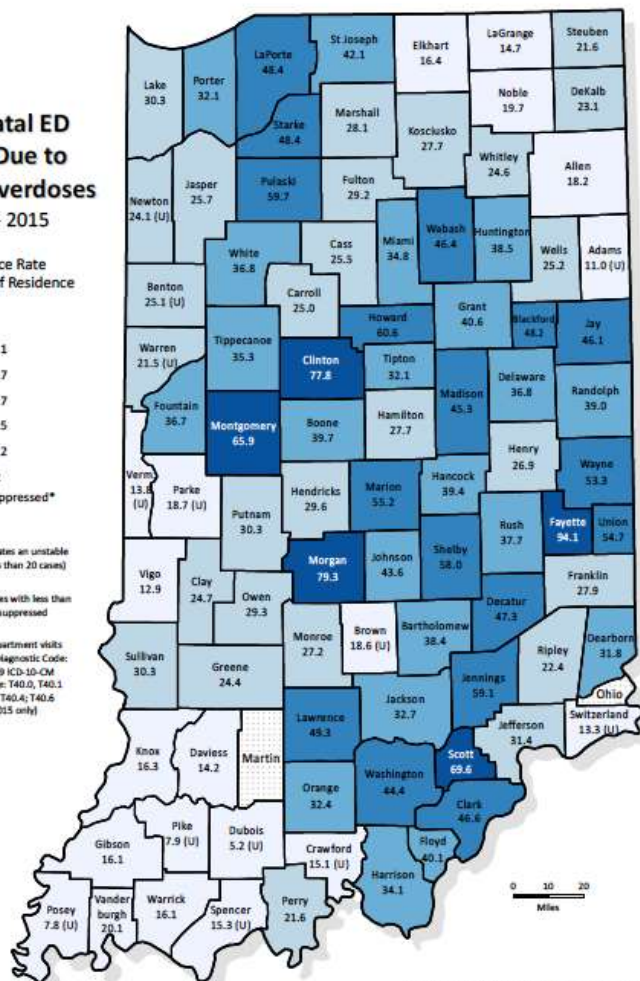 atal ED
Due to
verdoses
2015
ce Rate
f Residence
1
7
7
5
2
ppressed*
ates an unstable
s than 20 cases)
es with less than
suppressed
partment visits
iagnostic Code:
9 ICD-10-CM
e: T40.0, T40.1
T40.4; T40.6
015 only)
Lake
30.3
Porter
32.1
LaPorte
48.4
St Joseph
42.1
Elkhart
16.4
LaGrange
14.7
Steuben
21.6
Noble
19.7
DeKalb
23.1
Starke
48.4
Marshall
28.1
Kosciusko
27.7
Whitley
24.6
Allen
18.2
Newton
24.1 (U)
Jasper
25.7
Pulaski
59.7
Fulton
29.2
White
36.8
Cass
25.5
Miami
34.8
Wabash
46.4
Huntington
38.5
Wells
25.2
Adams
11.0 (U)
Benton
25.1 (U)
Carroll
25.0
Howard
60.6
Grant
40.6
Blackford
48.2
Jay
46.1
Warren
21.5 (U)
Tippecanoe
35.3
Clinton
77.8
Tipton
32.1
Madison
45.3
Delaware
36.8
Randolph
39.0
Fountain
36.7
Montgomery
65.9
Boone
39.7
Hamilton
27.7
Henry
26.9
Wayne
53.3
Verm.
13.8
(U)
Parke
18.7 (U)
Putnam
30.3
Hendricks
29.6
Marion
55.2
Hancock
39.4
Rush
37.7
Fayette
94.1
Union
54.7
Vigo
12.9
Clay
24.7
Owen
29.3
Morgan
79.3
Johnson
43.6
Shelby
58.0
Franklin
27.9
Decatur
47.3
Sullivan
30.3
Greene
24.4
Monroe
27.2
Brown
18.6 (U)
Bartholomew
38.4
Ripley
22.4
Dearborn
31.8
Jennings
59.1
Ohio
Switzerland
13.3 (U)
Jackson
32.7
Jefferson
31.4
Lawrence
49.3
Knox
16.3
Daviess
14.2
Martin
Scott
69.6
Washington
44.4
Orange
32.4
Clark
46.6
Pike
7.9 (U)
Dubois
5.2 (U)
Gibson
16.1
Crawford
15.1 (U)
Floyd
40.1
Harrison
34.1
Posey
7.8 (U)
Vander
burgh
20.1
Warrick
16.1
Spencer
15.3 (U)
Perry
21.6
0 10 20
Miles